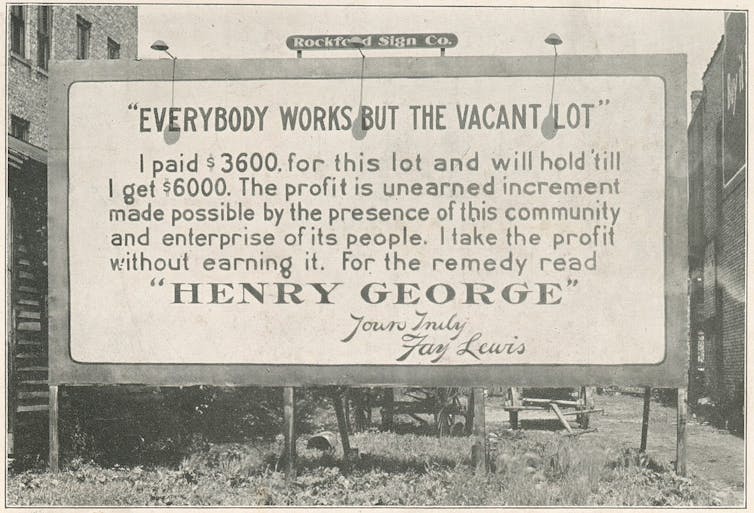 Rockford Sign Co.
"EVERYBODY WORKS BUT THE VACANT LOT"
I paid $3600. for this lot and will hold 'till
I get $6000. The profit is unearned increment
made possible by the presence of this community
and enterprise of its people. I take the profit
without earning it. For the remedy read
"HENRY GEORGE"
Yours Truly
Fay Lewis